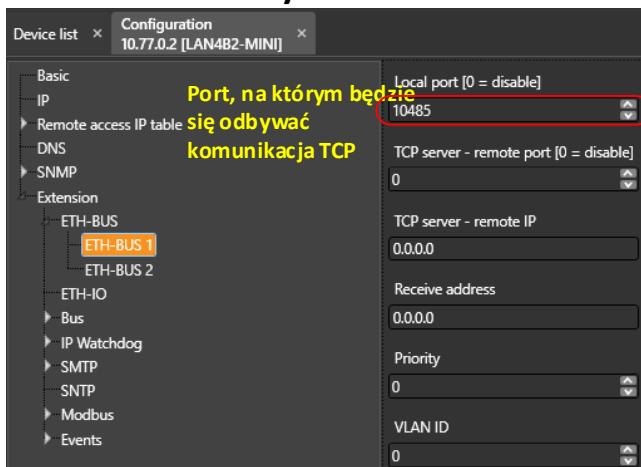 Device list × Configuration
10.77.0.2 [LAN4B2-MINI] ×
Basic
IP
Remote access IP table
DNS
SNMP
Extension
ETH-BUS
ETH-BUS 1
ETH-BUS 2
ETH-IO
Bus
IP Watchdog
SMTP
SNTP
Modbus
Events
Port, na którym będzie
się odbywać
komunikacja TCP
Local port [0 = disable]
10485
TCP server - remote port [0 = disable]
0
TCP server - remote IP
0.0.0.0
Receive address
0.0.0.0
Priority
0
VLAN ID
0